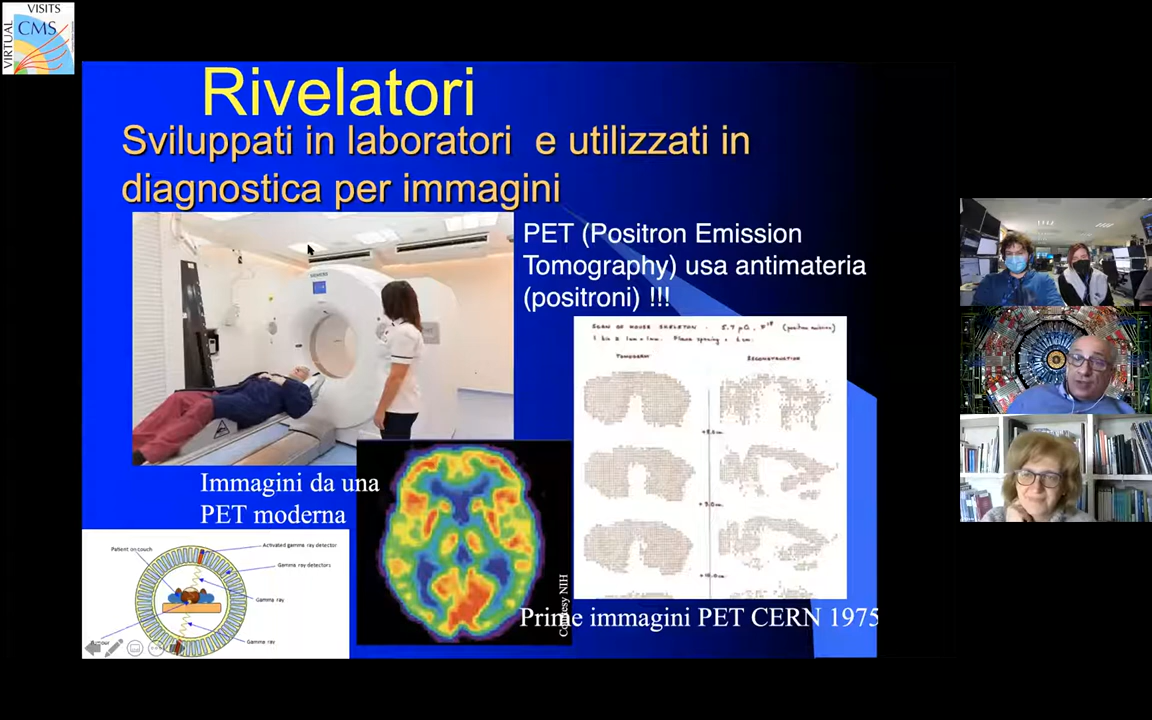 VISITS
VIRTUAL
CMS
Rivelatori
Sviluppati in laboratori e utilizzati in
diagnostica per immagini
PET (Positron Emission
Tomography) usa antimateria
(positroni) !!!
SIEMENS
SCAN OF MOUSE SKELETON
TOMOGRAM
RECONSTRUCTION
Immagini da una
PET moderna
Courtesy NIH
Prime immagini PET CERN 1975
Patient on couch
Activated gamma ray detector
Gamma ray detectors
Gamma ray
Gamma ray